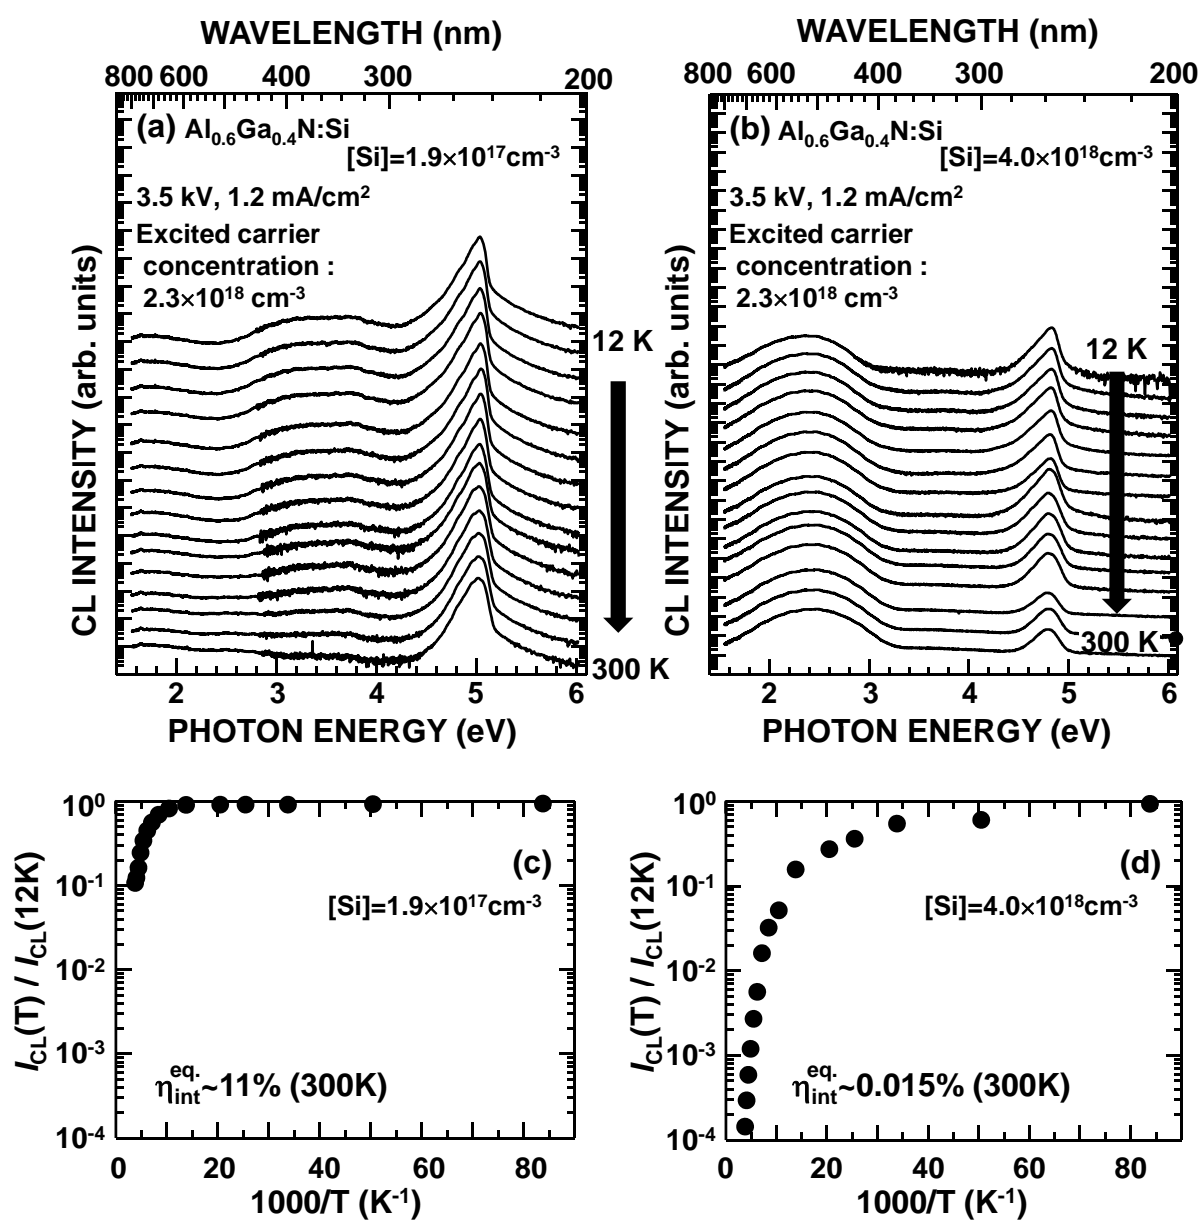 WAVELENGTH (nm)
800 600 400 300 200
(a) Al0.6Ga0.4N:Si
[Si]=1.9×10^17cm^-3
3.5 kV, 1.2 mA/cm^2
Excited carrier
concentration :
2.3×10^18 cm^-3
12 K
300 K
CL INTENSITY (arb. units)
2 3 4 5 6
PHOTON ENERGY (eV)
WAVELENGTH (nm)
800 600 400 300 200
(b) Al0.6Ga0.4N:Si
[Si]=4.0×10^18cm^-3
3.5 kV, 1.2 mA/cm^2
Excited carrier
concentration :
2.3×10^18 cm^-3
12 K
300 K
CL INTENSITY (arb. units)
2 3 4 5 6
PHOTON ENERGY (eV)
10^0
10^-1
10^-2
10^-3
10^-4
ICL(T) / ICL(12K)
(c)
[Si]=1.9×10^17cm^-3
ηint^eq.~11% (300K)
0 20 40 60 80
1000/T (K^-1)
10^0
10^-1
10^-2
10^-3
10^-4
ICL(T) / ICL(12K)
(d)
[Si]=4.0×10^18cm^-3
ηint^eq.~0.015% (300K)
0 20 40 60 80
1000/T (K^-1)